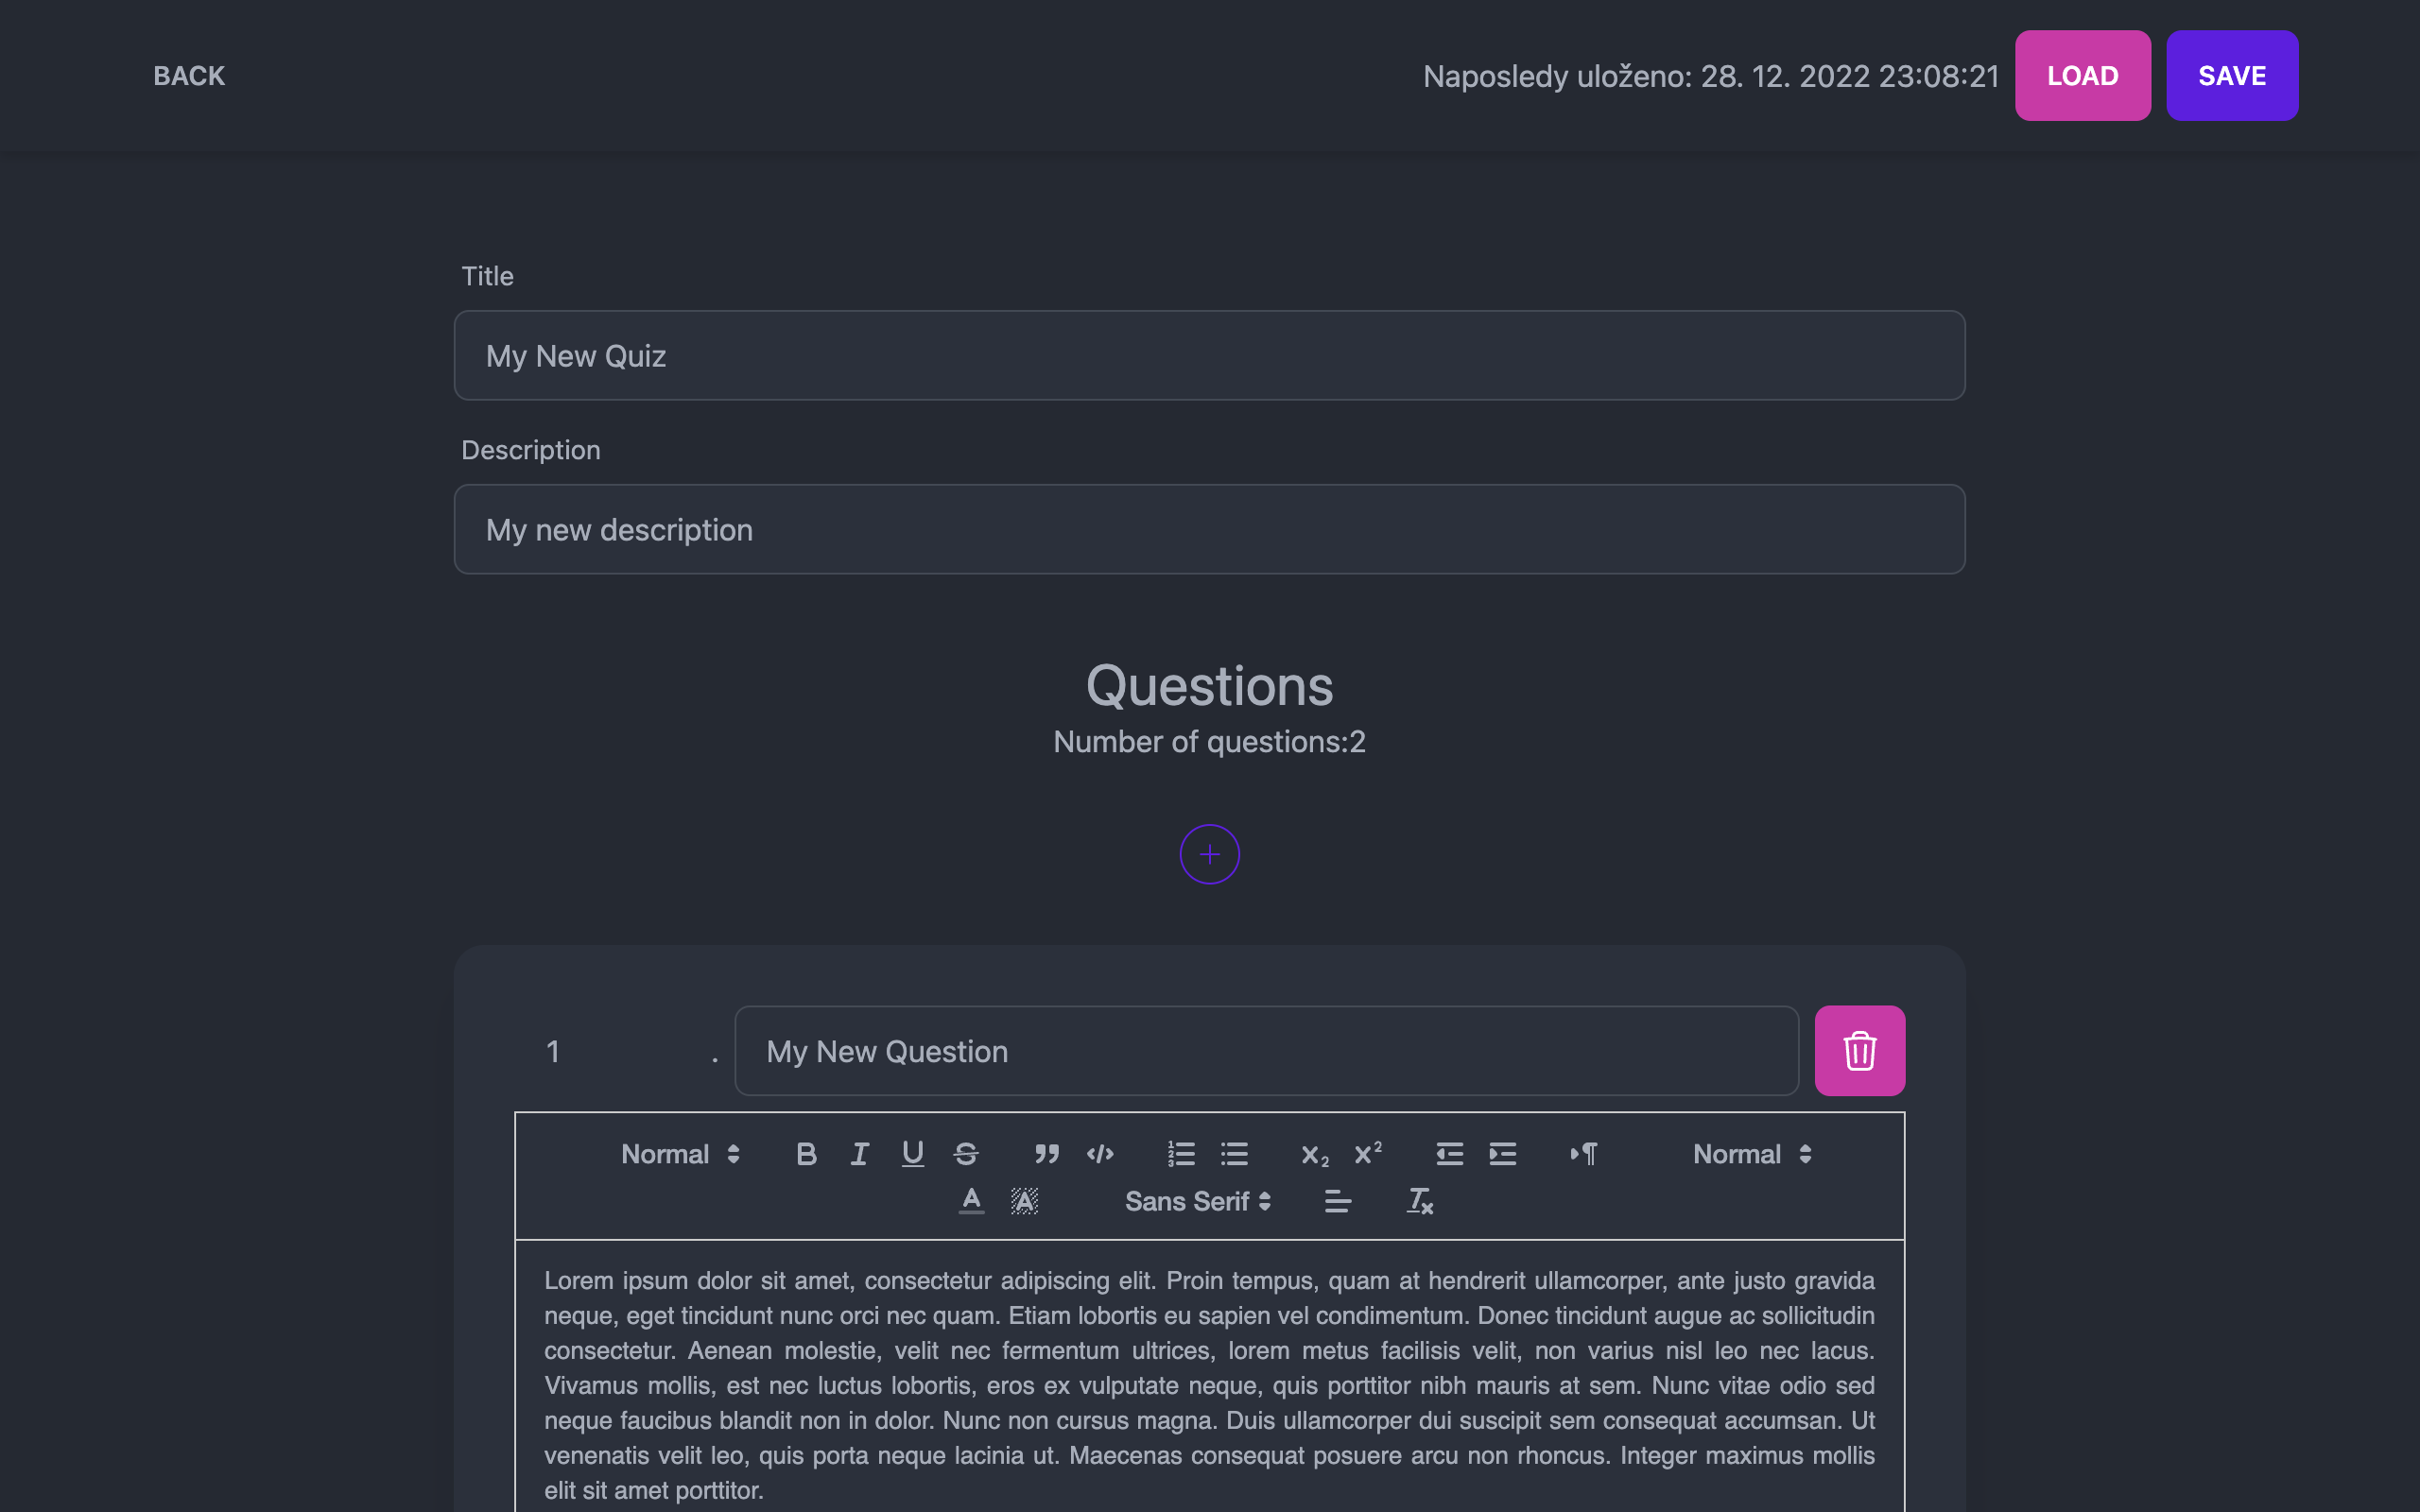 BACK
Naposledy uloženo: 28. 12. 2022 23:08:21
LOAD
SAVE
Title
My New Quiz
Description
My new description
Questions
Number of questions:2
1 . My New Question
Normal
Normal
Sans Serif
Lorem ipsum dolor sit amet, consectetur adipiscing elit. Proin tempus, quam at hendrerit ullamcorper, ante justo gravida
neque, eget tincidunt nunc orci nec quam. Etiam lobortis eu sapien vel condimentum. Donec tincidunt augue ac sollicitudin
consectetur. Aenean molestie, velit nec fermentum ultrices, lorem metus facilisis velit, non varius nisl leo nec lacus.
Vivamus mollis, est nec luctus lobortis, eros ex vulputate neque, quis porttitor nibh mauris at sem. Nunc vitae odio sed
neque faucibus blandit non in dolor. Nunc non cursus magna. Duis ullamcorper dui suscipit sem consequat accumsan. Ut
venenatis velit leo, quis porta neque lacinia ut. Maecenas consequat posuere arcu non rhoncus. Integer maximus mollis
elit sit amet porttitor.